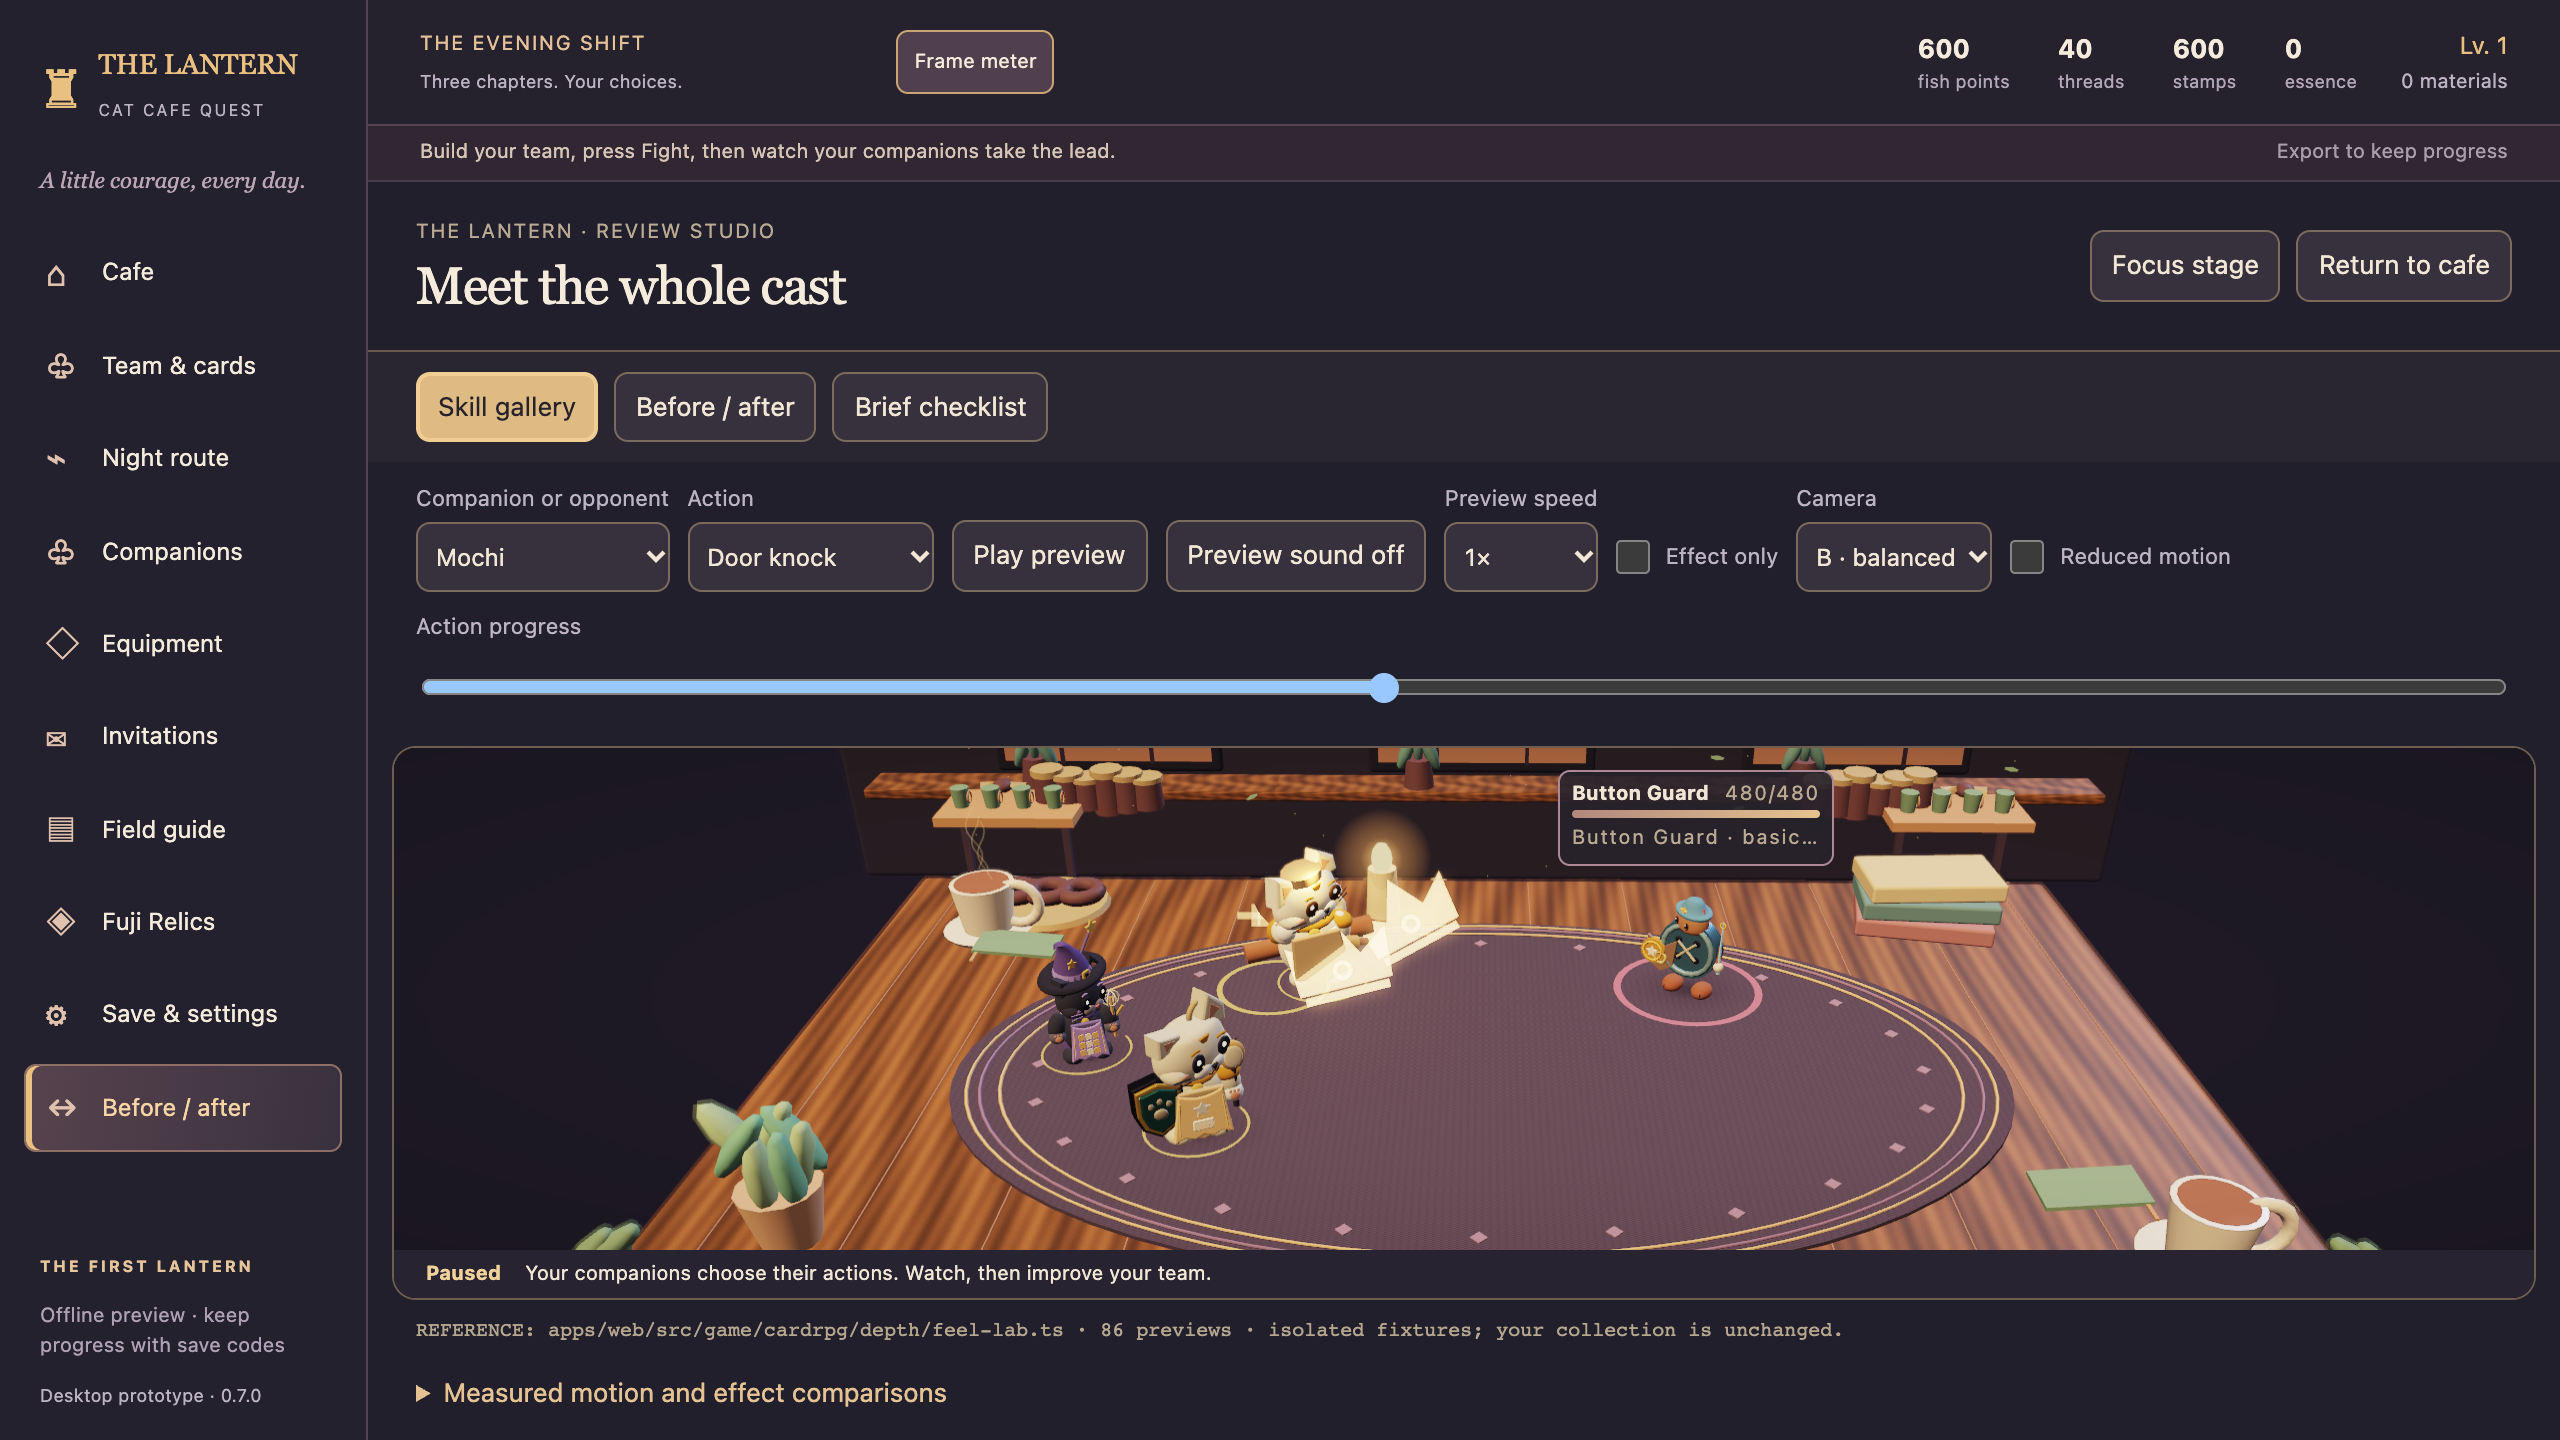 THE LANTERN
CAT CAFE QUEST
A little courage, every day.
Cafe
Team & cards
Night route
Companions
Equipment
Invitations
Field guide
Fuji Relics
Save & settings
Before / after
THE FIRST LANTERN
Offline preview · keep
progress with save codes
Desktop prototype · 0.7.0
THE EVENING SHIFT
Three chapters. Your choices.
Frame meter
600
fish points
40
threads
600
stamps
0
essence
Lv. 1
0 materials
Build your team, press Fight, then watch your companions take the lead.
Export to keep progress
THE LANTERN · REVIEW STUDIO
Meet the whole cast
Focus stage
Return to cafe
Skill gallery
Before / after
Brief checklist
Companion or opponent
Mochi
Action
Door knock
Play preview
Preview sound off
Preview speed
1×
Effect only
Camera
B · balanced
Reduced motion
Action progress
Button Guard 480/480
Button Guard · basic…
Paused Your companions choose their actions. Watch, then improve your team.
REFERENCE: apps/web/src/game/cardrpg/depth/feel-lab.ts · 86 previews · isolated fixtures; your collection is unchanged.
Measured motion and effect comparisons